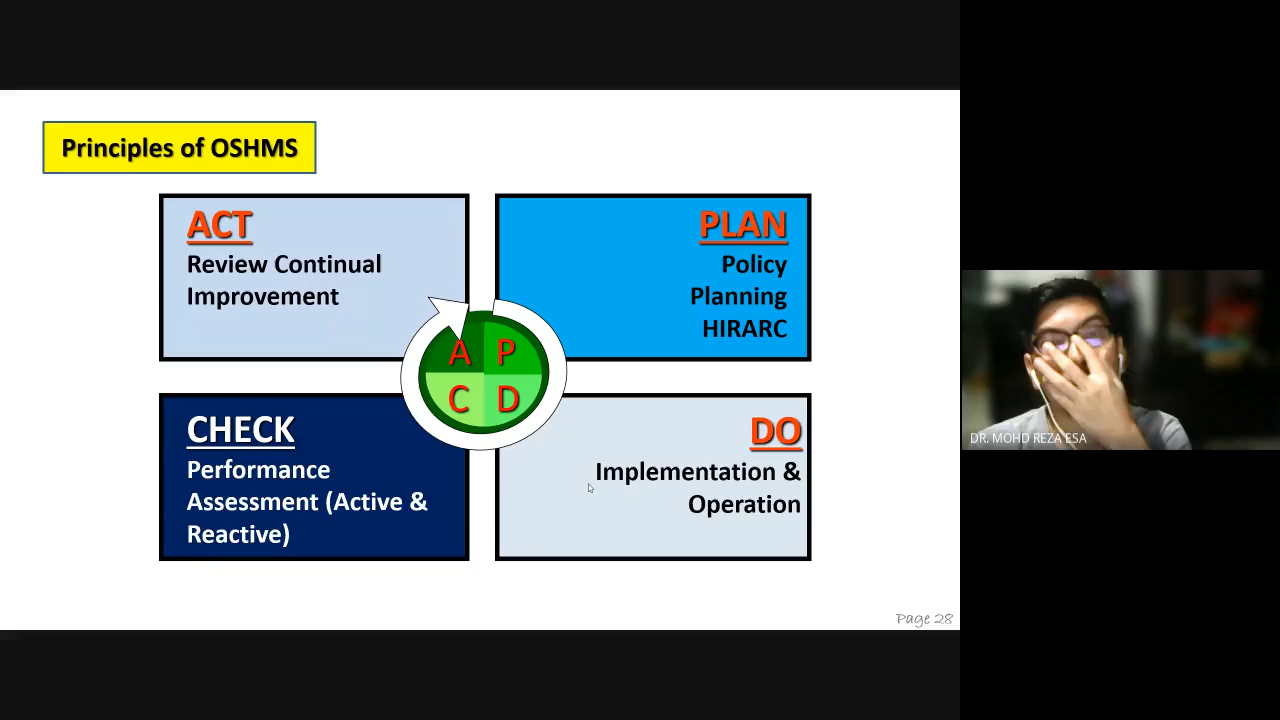 Principles of OSHMS
ACT
Review Continual
Improvement
PLAN
Policy
Planning
HIRARC
A P
C D
CHECK
Performance
Assessment (Active &
Reactive)
DO
Implementation &
Operation
DR. MOHD REZA ESA
Page 28